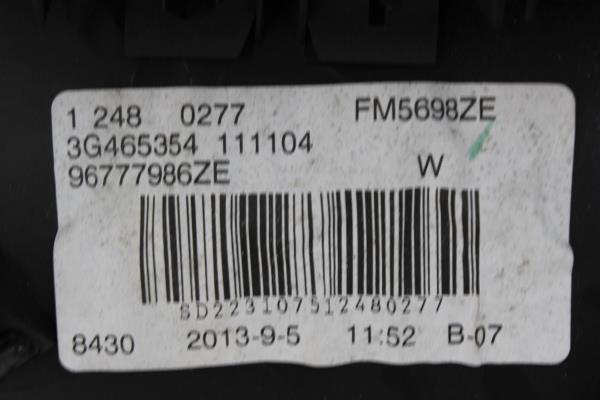 1 248 0277 FM5698ZE
3G465354 111104
96777986ZE W
SD223107512480277
8430 2013-9-5 11:52 B-07